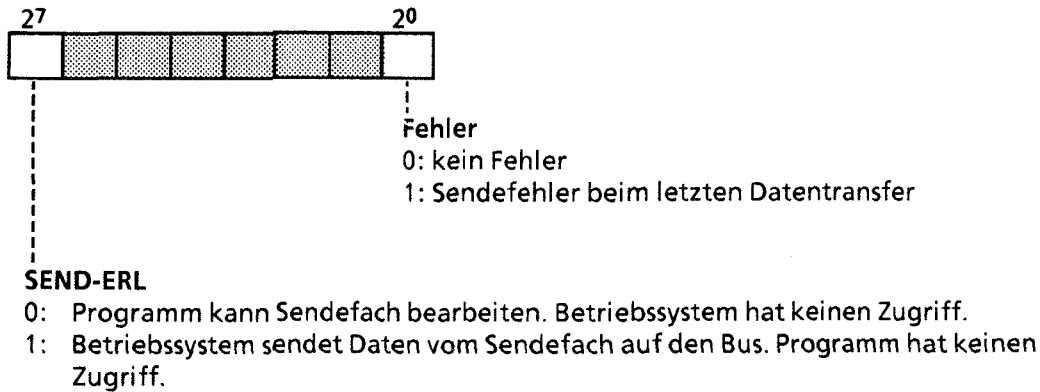 2⁷ 2⁰
Fehler
0: kein Fehler
1: Sendefehler beim letzten Datentransfer
SEND-ERL
0: Programm kann Sendefach bearbeiten. Betriebssystem hat keinen Zugriff.
1: Betriebssystem sendet Daten vom Sendefach auf den Bus. Programm hat keinen
Zugriff.